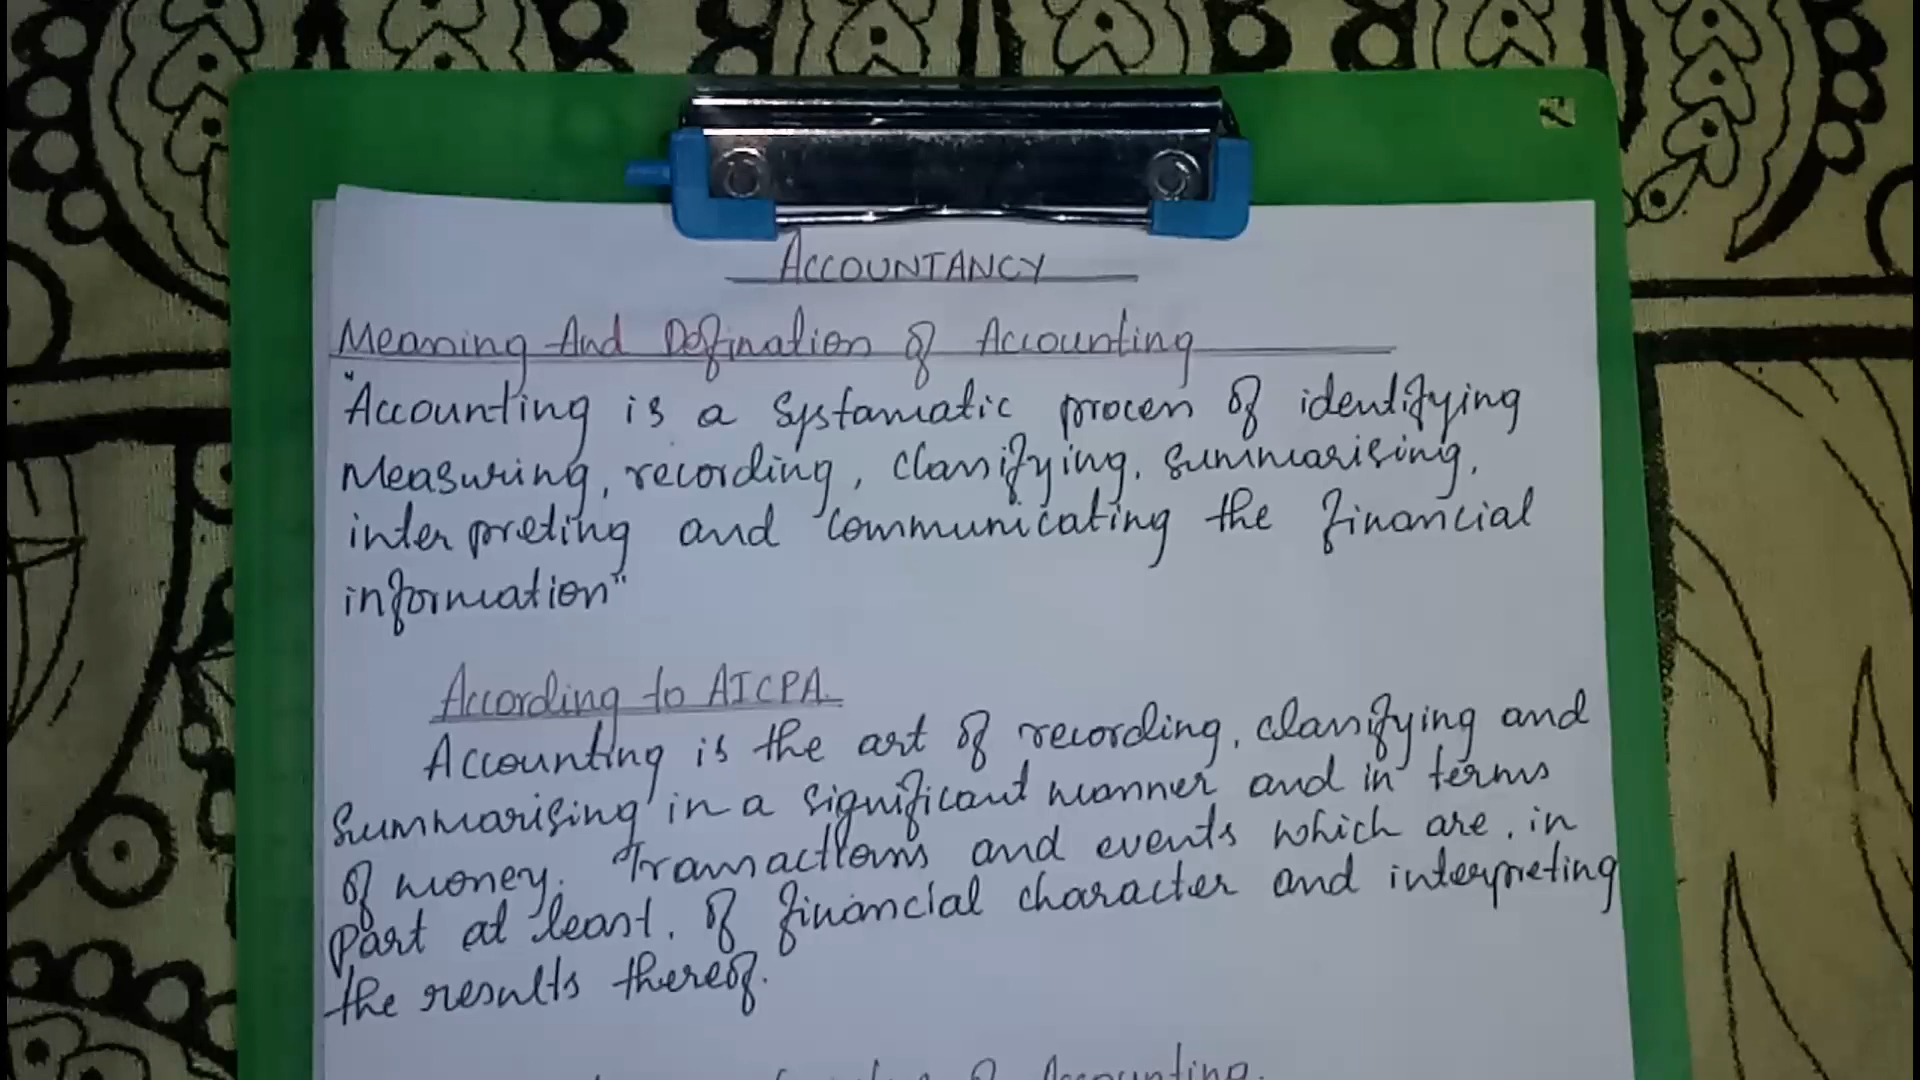 ACCOUNTANCY
Meaning And Defination of Accounting
"Accounting is a Systamatic process of identifying
Measuring, recording, classifying, summarising,
interpreting and communicating the financial
information"
According to AICPA.
Accounting is the art of recording, classifying and
Summarising in a significant manner and in terms
of money. Transactions and events which are, in
part at least, of financial character and interpreting
the results thereof.
of Accounting.